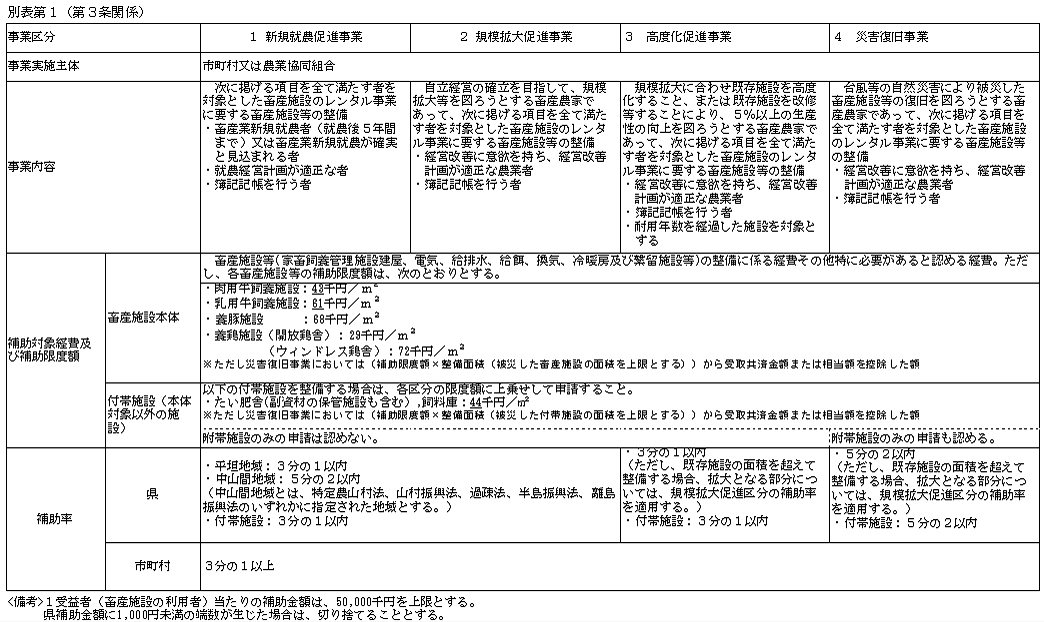 別表第１（第３条関係）
事業区分
１ 新規就農促進事業
２ 規模拡大促進事業
３　高度化促進事業
４　災害復旧事業
事業実施主体
市町村又は農業協同組合
事業内容
次に掲げる項目を全て満たす者を
対象とした畜産施設のレンタル事業
に要する畜産施設等の整備
・畜産業新規就農者（就農後５年間
まで）又は畜産業新規就農が確実
と見込まれる者
・就農経営計画が適正な者
・簿記記帳を行う者
自立経営の確立を目指して、規模
拡大等を図ろうとする畜産農家で
あって、次に掲げる項目を全て満た
す者を対象とした畜産施設のレンタ
ル事業に要する畜産施設等の整備
・経営改善に意欲を持ち、経営改善
計画が適正な農業者
・簿記記帳を行う者
規模拡大に合わせ既存施設を高度
化すること、または既存施設を改修
等することにより、５％以上の生産
性の向上を図ろうとする畜産農家で
あって、次に掲げる項目を全て満た
す者を対象とした畜産施設のレンタ
ル事業に要する畜産施設等の整備
・経営改善に意欲を持ち、経営改善
計画が適正な農業者
・簿記記帳を行う者
・耐用年数を経過した施設を対象と
する
台風等の自然災害により被災した
畜産施設等の復旧を図ろうとする畜
産農家であって、次に掲げる項目を
全て満たす者を対象とした畜産施設
のレンタル事業に要する畜産施設等
の整備
・経営改善に意欲を持ち、経営改善
計画が適正な農業者
・簿記記帳を行う者
補助対象経費及
び補助限度額
畜産施設等(家畜飼養管理施設建屋、電気、給排水、給餌、換気、冷暖房及び繋留施設等)の整備に係る経費その他特に必要があると認める経費。ただ
し、各畜産施設等の補助限度額は、次のとおりとする。
畜産施設本体
・肉用牛飼養施設：43千円／ｍ²
・乳用牛飼養施設：61千円／ｍ²
・養豚施設　　　：68千円／ｍ²
・養鶏施設（開放鶏舎）：29千円／ｍ²
（ウィンドレス鶏舎）：72千円／ｍ²
※ただし災害復旧事業においては（補助限度額×整備面積（被災した畜産施設の面積を上限とする））から受取共済金額または相当額を控除した額
付帯施設（本体
対象以外の施
設）
以下の付帯施設を整備する場合は、各区分の限度額に上乗せして申請すること。
・たい肥舎(副資材の保管施設も含む),飼料庫：44千円／㎡
※ただし災害復旧事業においては（補助限度額×整備面積（被災した付帯施設の面積を上限とする））から受取共済金額または相当額を控除した額
附帯施設のみの申請は認めない。
附帯施設のみの申請も認める。
補助率
県
・平坦地域：３分の１以内
・中山間地域：５分の２以内
（中山間地域とは、特定農山村法、山村振興法、過疎法、半島振興法、離島
振興法のいずれかに指定された地域とする。）
・付帯施設：３分の１以内
・３分の１以内
（ただし、既存施設の面積を超えて
整備する場合、拡大となる部分につ
いては、規模拡大促進区分の補助率
を適用する。）
・付帯施設：３分の１以内
・５分の２以内
（ただし、既存施設の面積を超えて
整備する場合、拡大となる部分につ
いては、規模拡大促進区分の補助率
を適用する。）
・付帯施設：５分の２以内
市町村
３分の１以上
<備考>１受益者（畜産施設の利用者）当たりの補助金額は、50,000千円を上限とする。
県補助金額に1,000円未満の端数が生じた場合は、切り捨てることとする。